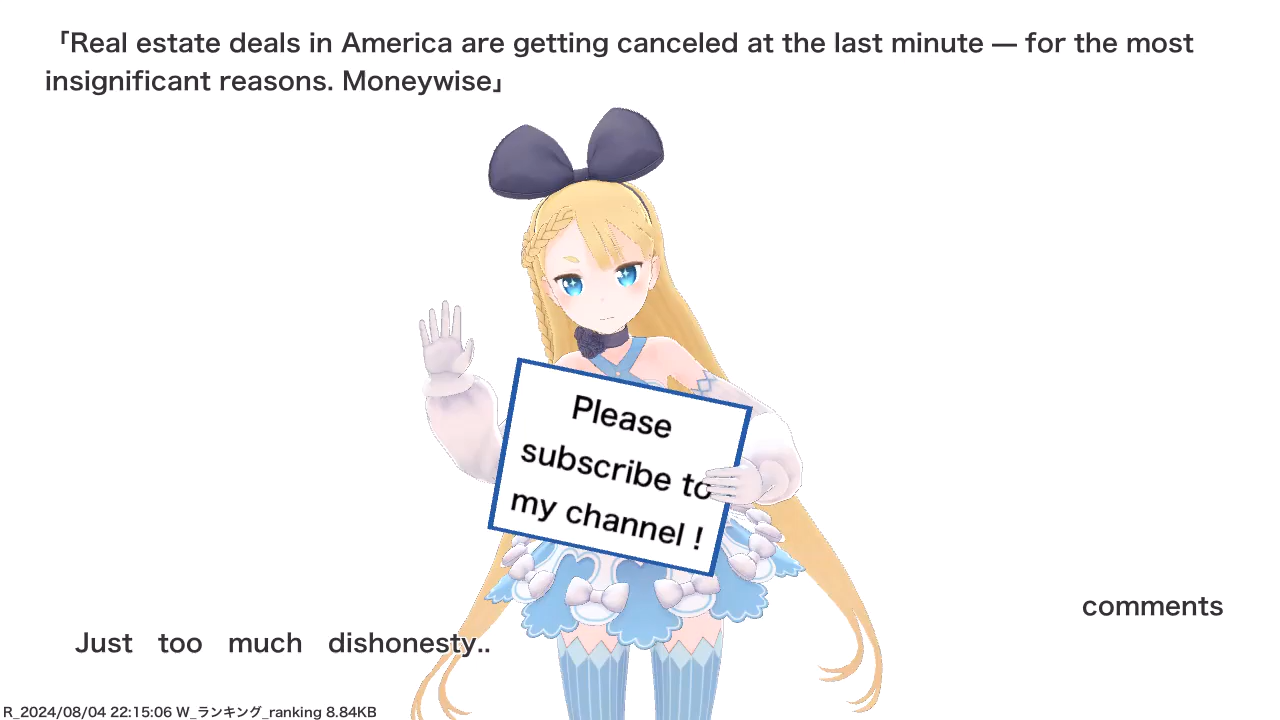 「Real estate deals in America are getting canceled at the last minute — for the most
insignificant reasons. Moneywise」
Please
subscribe to
my channel !
comments
Just too much dishonesty..
R_2024/08/04 22:15:06 W_ランキング_ranking 8.84KB